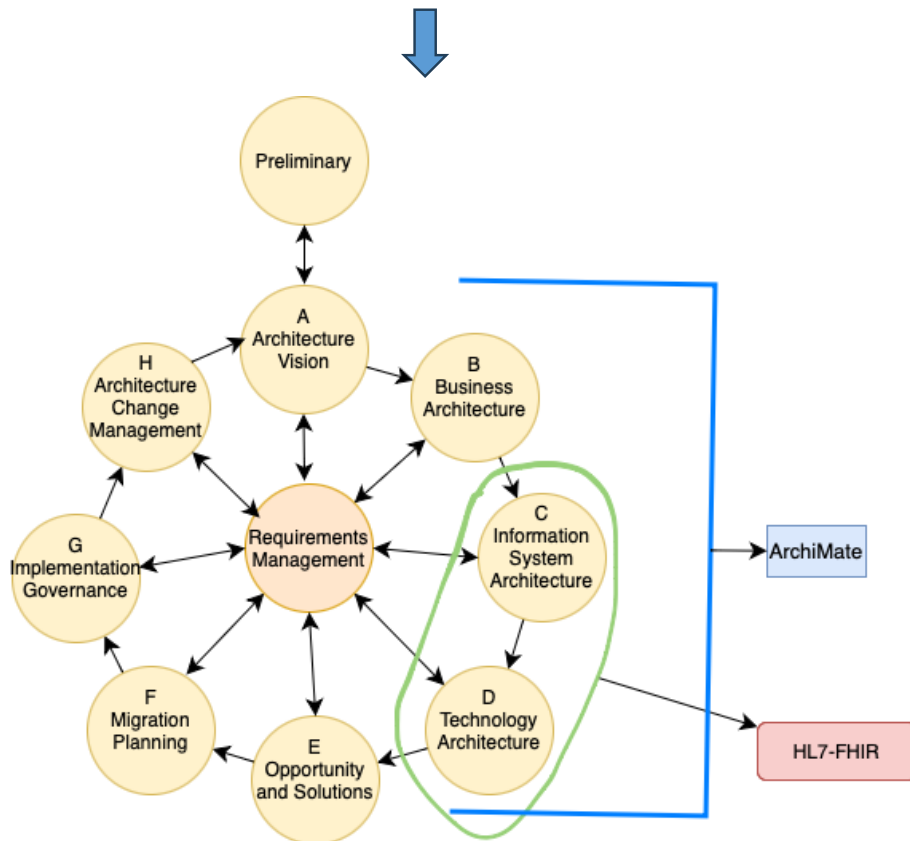 Preliminary
A
Architecture
Vision
B
Business
Architecture
H
Architecture
Change
Management
Requirements
Management
C
Information
System
Architecture
G
Implementation
Governance
ArchiMate
F
Migration
Planning
D
Technology
Architecture
E
Opportunity
and Solutions
HL7-FHIR